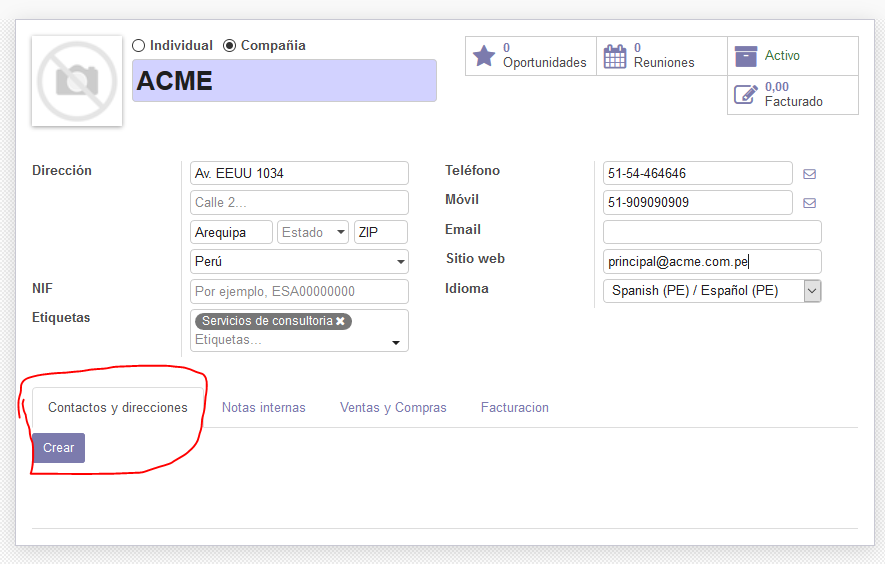 Individual Compañia
ACME
0
Oportunidades
0
Reuniones
Activo
0,00
Facturado
Dirección
Av. EEUU 1034
Calle 2...
Arequipa Estado ZIP
Perú
NIF
Por ejemplo, ESA00000000
Etiquetas
Servicios de consultoria
Etiquetas...
Teléfono
51-54-464646
Móvil
51-909090909
Email
Sitio web
principal@acme.com.pe
Idioma
Spanish (PE) / Español (PE)
Contactos y direcciones Notas internas Ventas y Compras Facturacion
Crear